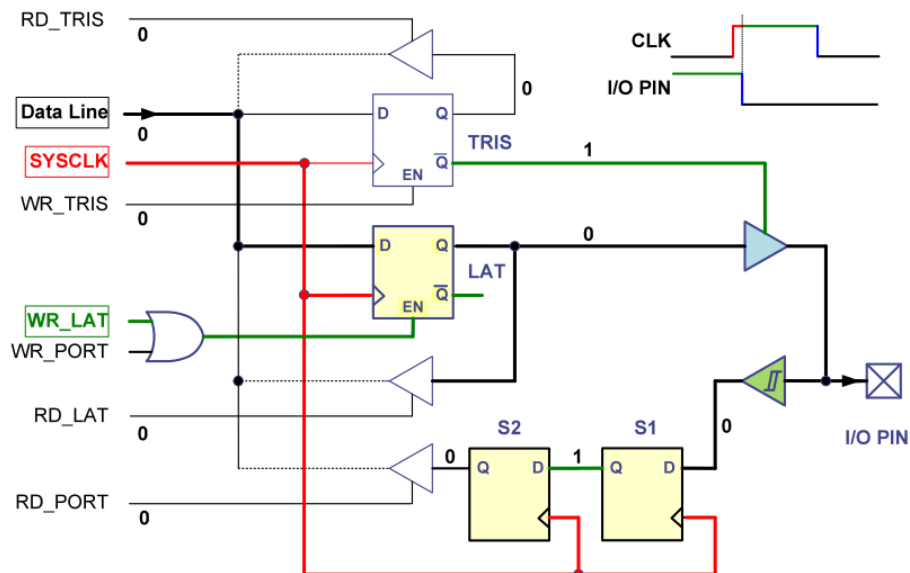 RD_TRIS
0
CLK
I/O PIN
0
Data Line
0
D Q
TRIS
SYSCLK
Q
1
EN
WR_TRIS
0
D Q
0
LAT
Q
EN
WR_LAT
WR_PORT
RD_LAT
0
0
I/O PIN
S2 S1
0
Q D
1
Q D
RD_PORT
0